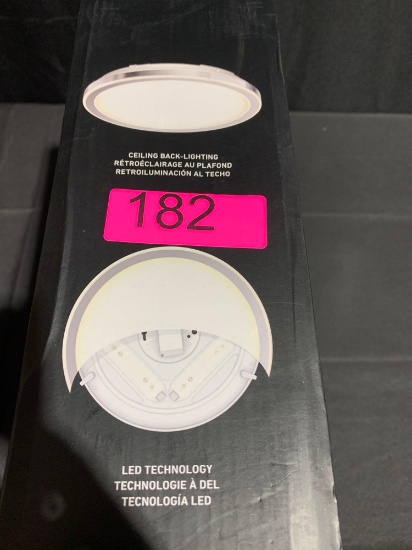 CEILING BACK-LIGHTING
RÉTROÉCLAIRAGE AU PLAFOND
RETROILUMINACIÓN AL TECHO
182
LED TECHNOLOGY
TECHNOLOGIE À DEL
TECNOLOGÍA LED